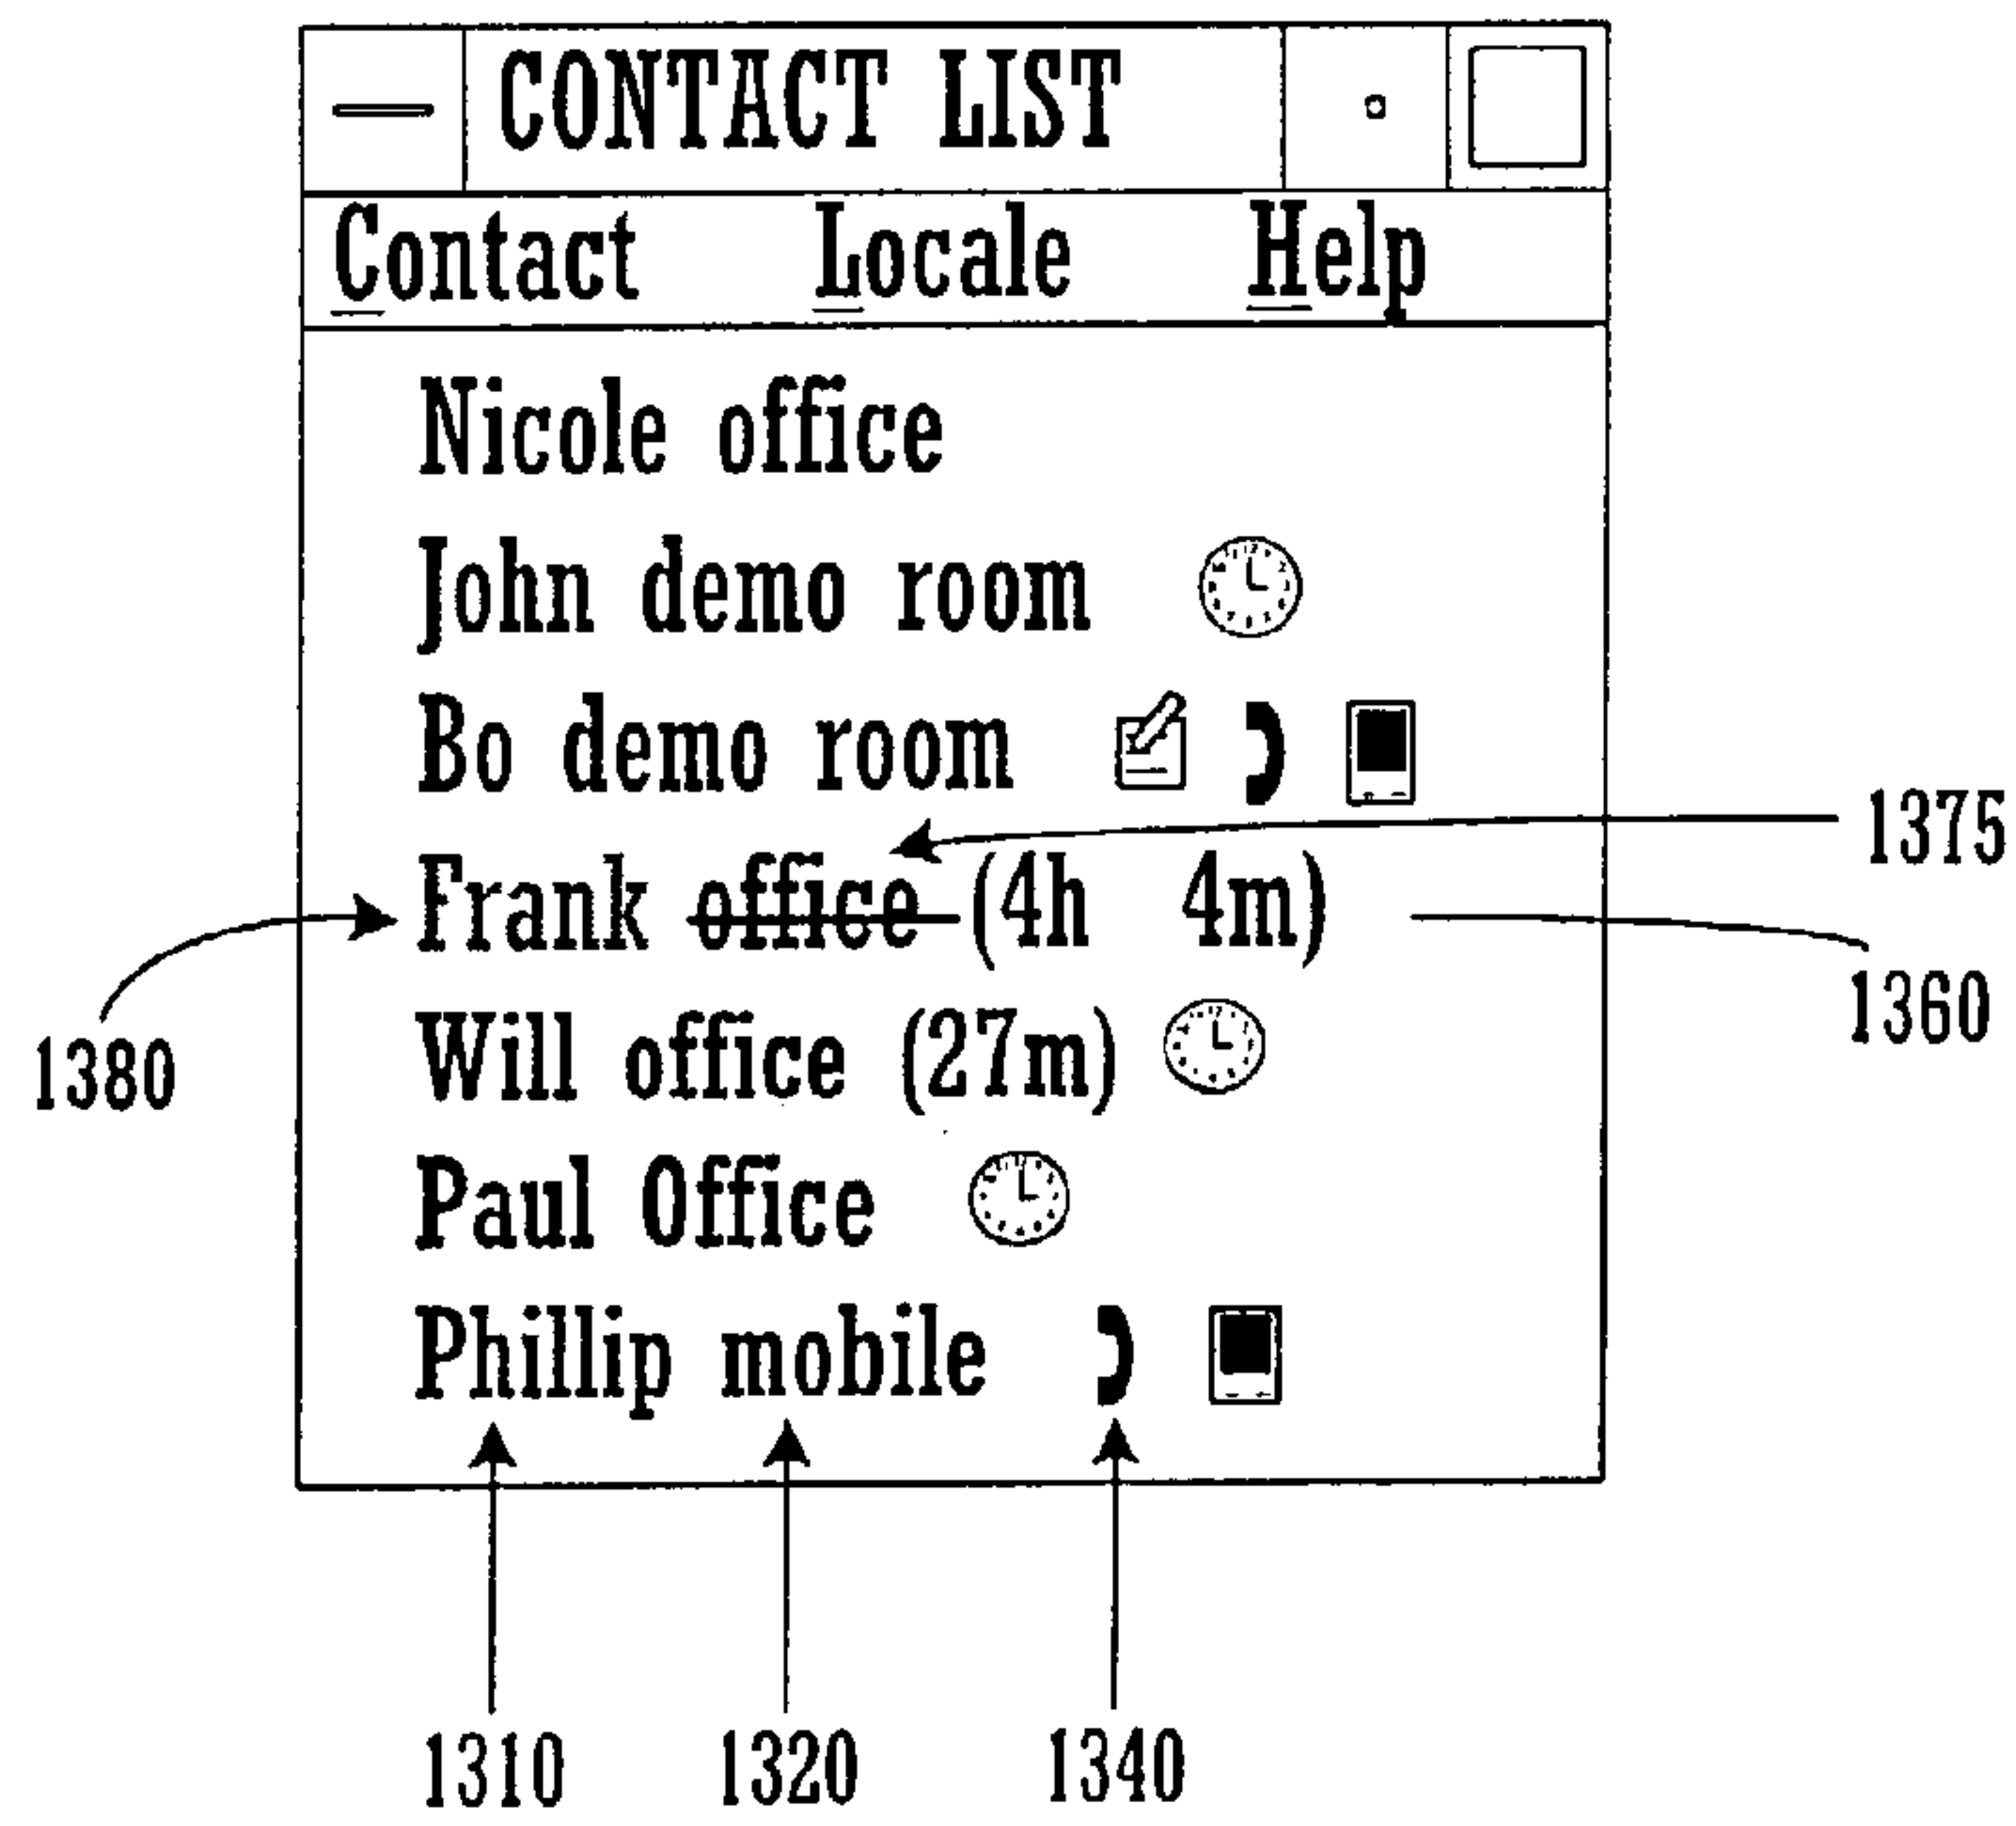 CONTACT LIST
Contact Locale Help
Nicole office
John demo room
Bo demo room
1375
Frank office (4h 4m)
1360
1380
Will office (27m)
Paul Office
Phillip mobile
1310 1320 1340